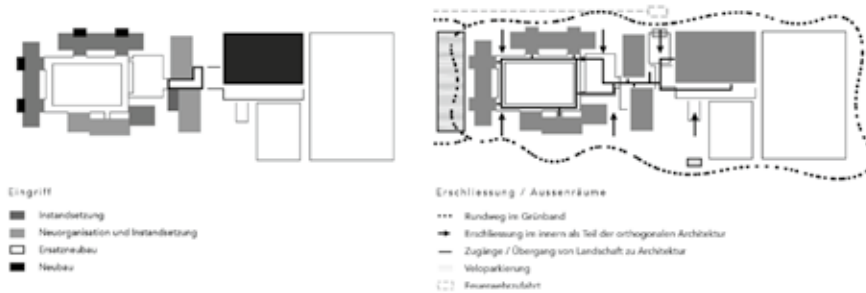 Eingriff
Instandsetzung
Neuorganisation und Instandsetzung
Ersatzneubau
Neubau
Erschliessung / Aussenräume
Rundweg im Grünband
Erschliessung im innern als Teil der orthogonalen Architektur
Zugänge / Übergang von Landschaft zu Architektur
Veloparkierung
Feuerwehrzufahrt